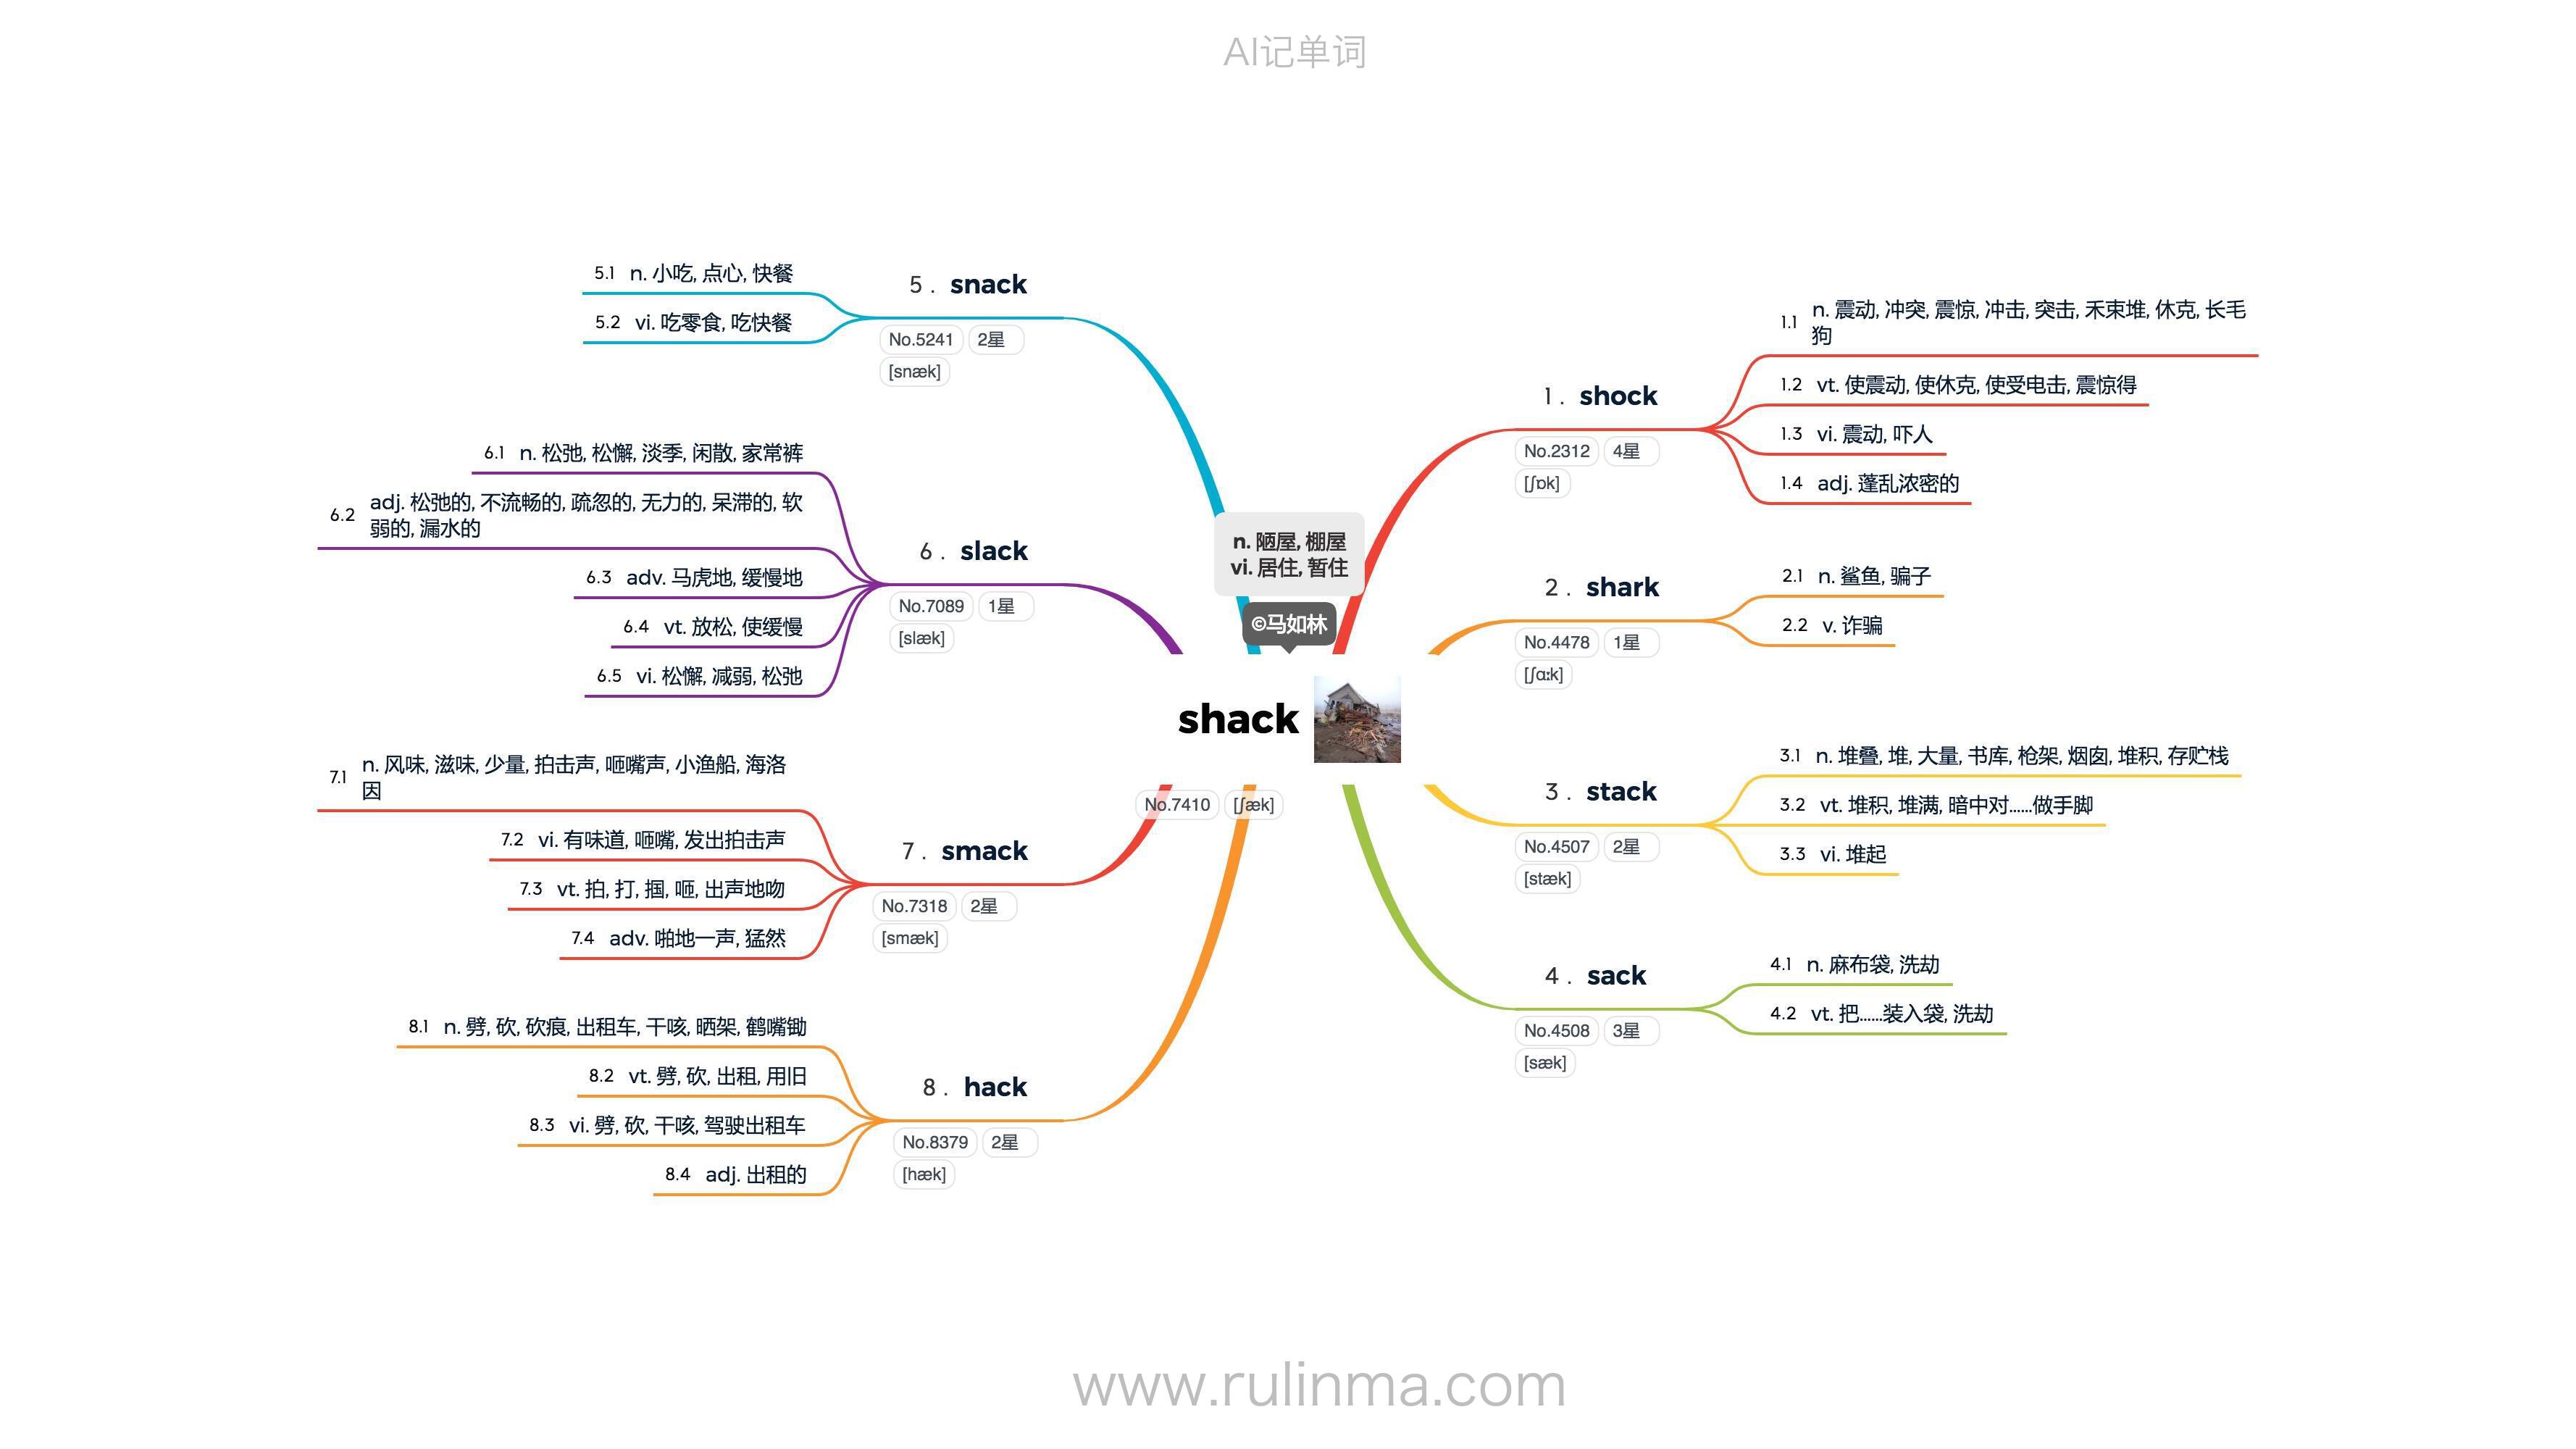 AI记单词
n. 陋屋, 棚屋
vi. 居住, 暂住
©马如林
shack
No.7410 [ʃæk]
1 . shock
No.2312 4星
[ʃɒk]
1.1 n. 震动, 冲突, 震惊, 冲击, 突击, 禾束堆, 休克, 长毛
狗
1.2 vt. 使震动, 使休克, 使受电击, 震惊得
1.3 vi. 震动, 吓人
1.4 adj. 蓬乱浓密的
2 . shark
No.4478 1星
[ʃɑːk]
2.1 n. 鲨鱼, 骗子
2.2 v. 诈骗
3 . stack
No.4507 2星
[stæk]
3.1 n. 堆叠, 堆, 大量, 书库, 枪架, 烟囱, 堆积, 存贮栈
3.2 vt. 堆积, 堆满, 暗中对......做手脚
3.3 vi. 堆起
4 . sack
No.4508 3星
[sæk]
4.1 n. 麻布袋, 洗劫
4.2 vt. 把......装入袋, 洗劫
5 . snack
No.5241 2星
[snæk]
5.1 n. 小吃, 点心, 快餐
5.2 vi. 吃零食, 吃快餐
6 . slack
No.7089 1星
[slæk]
6.1 n. 松弛, 松懈, 淡季, 闲散, 家常裤
6.2 adj. 松弛的, 不流畅的, 疏忽的, 无力的, 呆滞的, 软
弱的, 漏水的
6.3 adv. 马虎地, 缓慢地
6.4 vt. 放松, 使缓慢
6.5 vi. 松懈, 减弱, 松弛
7 . smack
No.7318 2星
[smæk]
7.1 n. 风味, 滋味, 少量, 拍击声, 咂嘴声, 小渔船, 海洛
因
7.2 vi. 有味道, 咂嘴, 发出拍击声
7.3 vt. 拍, 打, 掴, 咂, 出声地吻
7.4 adv. 啪地一声, 猛然
8 . hack
No.8379 2星
[hæk]
8.1 n. 劈, 砍, 砍痕, 出租车, 干咳, 晒架, 鹤嘴锄
8.2 vt. 劈, 砍, 出租, 用旧
8.3 vi. 劈, 砍, 干咳, 驾驶出租车
8.4 adj. 出租的
www.rulinma.com